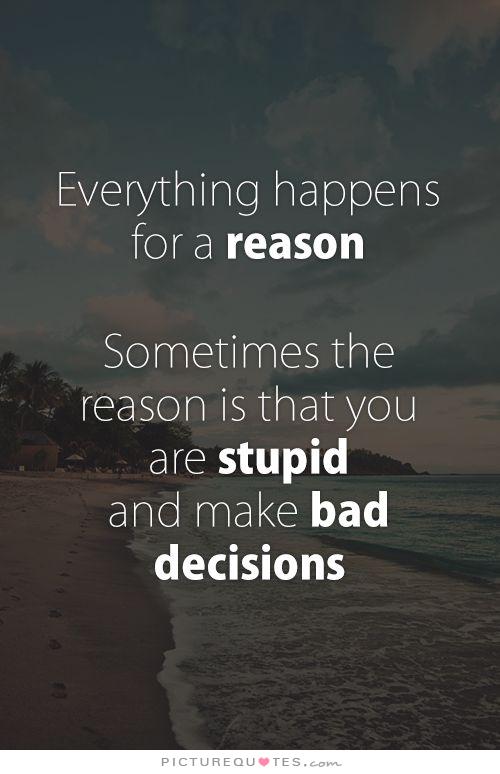 Everything happens
for a reason
Sometimes the
reason is that you
are stupid
and make bad
decisions
PICTUREQUOTES.com